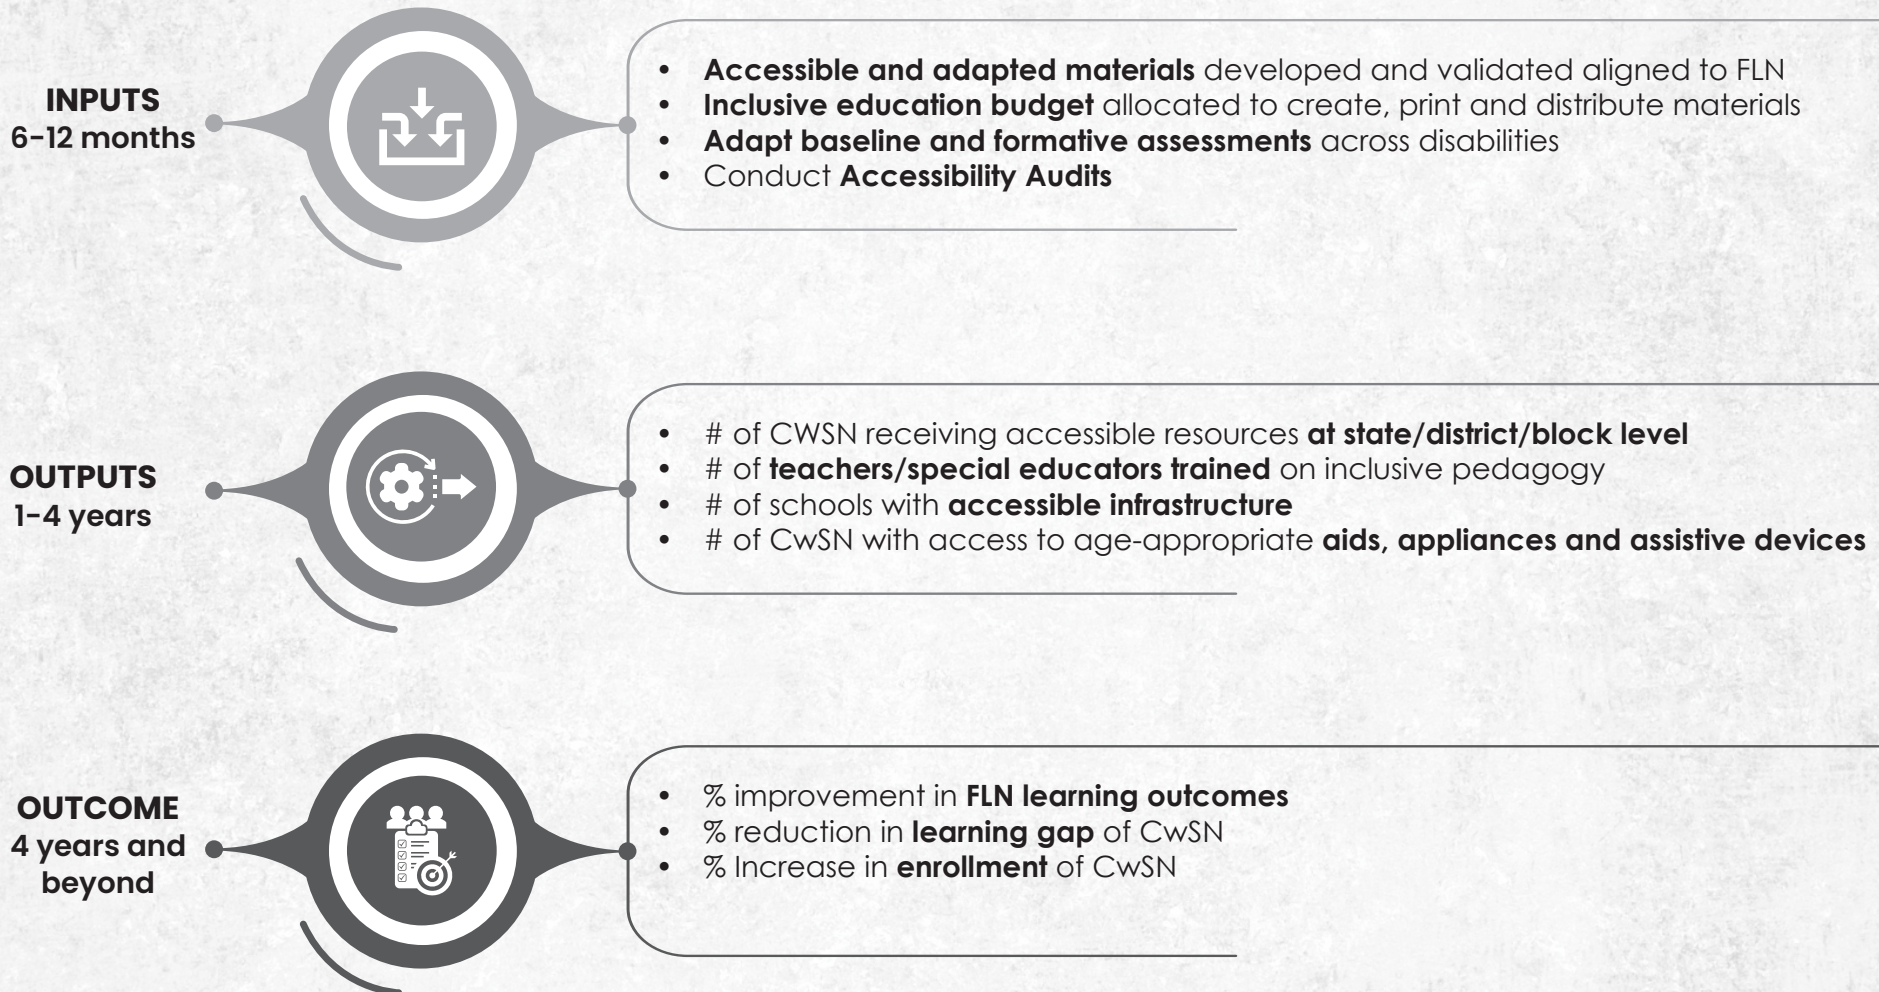 INPUTS
6-12 months
• Accessible and adapted materials developed and validated aligned to FLN
• Inclusive education budget allocated to create, print and distribute materials
• Adapt baseline and formative assessments across disabilities
• Conduct Accessibility Audits
OUTPUTS
1-4 years
• # of CWSN receiving accessible resources at state/district/block level
• # of teachers/special educators trained on inclusive pedagogy
• # of schools with accessible infrastructure
• # of CwSN with access to age-appropriate aids, appliances and assistive devices
OUTCOME
4 years and
beyond
• % improvement in FLN learning outcomes
• % reduction in learning gap of CwSN
• % Increase in enrollment of CwSN